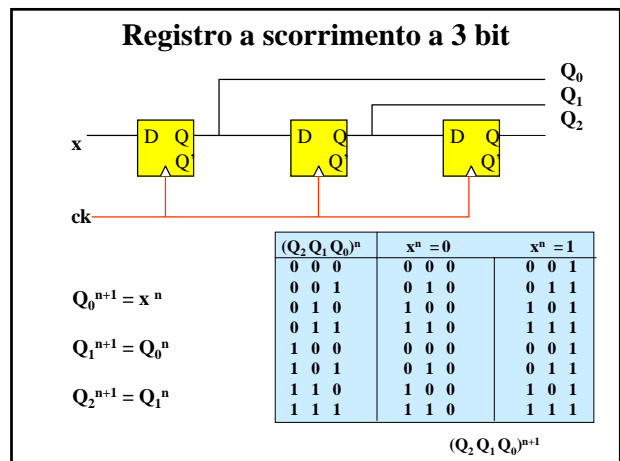 Registro a scorrimento a 3 bit
Q₀
Q₁
Q₂
x
D Q
Q'
D Q
Q'
D Q
Q'
ck
(Q₂ Q₁ Q₀)ⁿ xⁿ = 0 xⁿ = 1
0 0 0 0 0 0 0 0 1
0 0 1 0 1 0 0 1 1
0 1 0 1 0 0 1 0 1
0 1 1 1 1 0 1 1 1
1 0 0 0 0 0 0 0 1
1 0 1 0 1 0 0 1 1
1 1 0 1 0 0 1 0 1
1 1 1 1 1 0 1 1 1
(Q₂ Q₁ Q₀)ⁿ⁺¹
Q₀ⁿ⁺¹ = x ⁿ
Q₁ⁿ⁺¹ = Q₀ⁿ
Q₂ⁿ⁺¹ = Q₁ⁿ